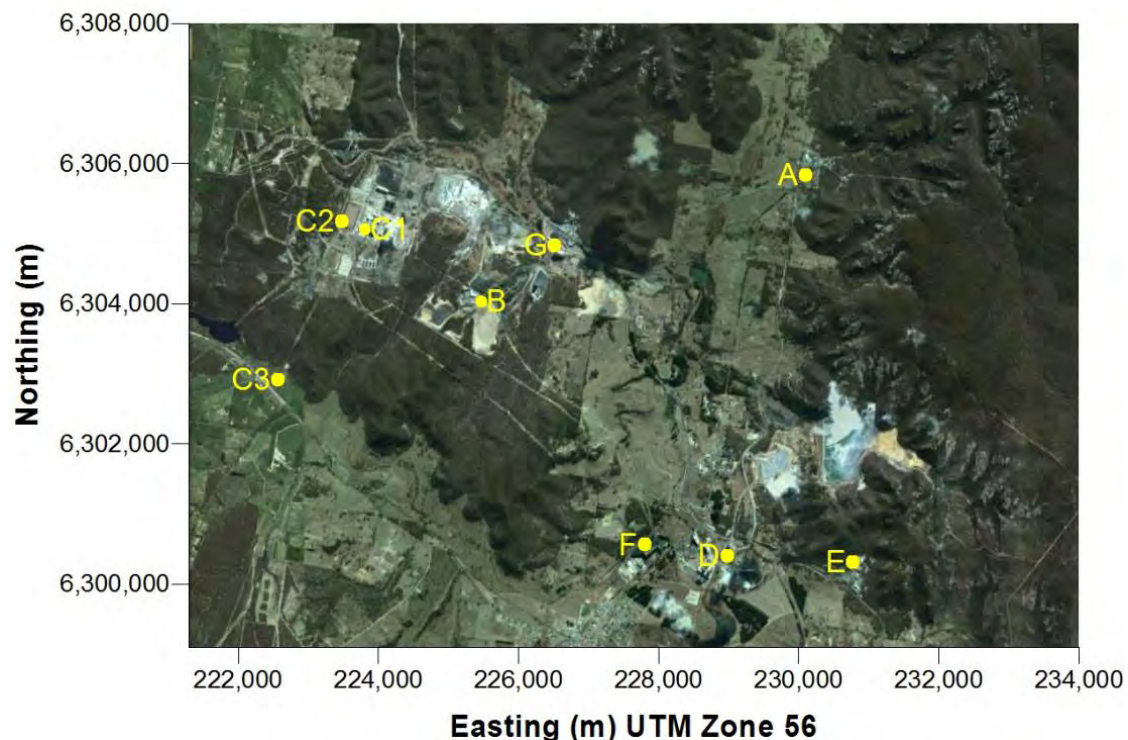 6,308,000
6,306,000
6,304,000
6,302,000
6,300,000
Northing (m)
A
C2
C1
G
B
C3
F
D
E
222,000
224,000
226,000
228,000
230,000
232,000
234,000
Easting (m) UTM Zone 56